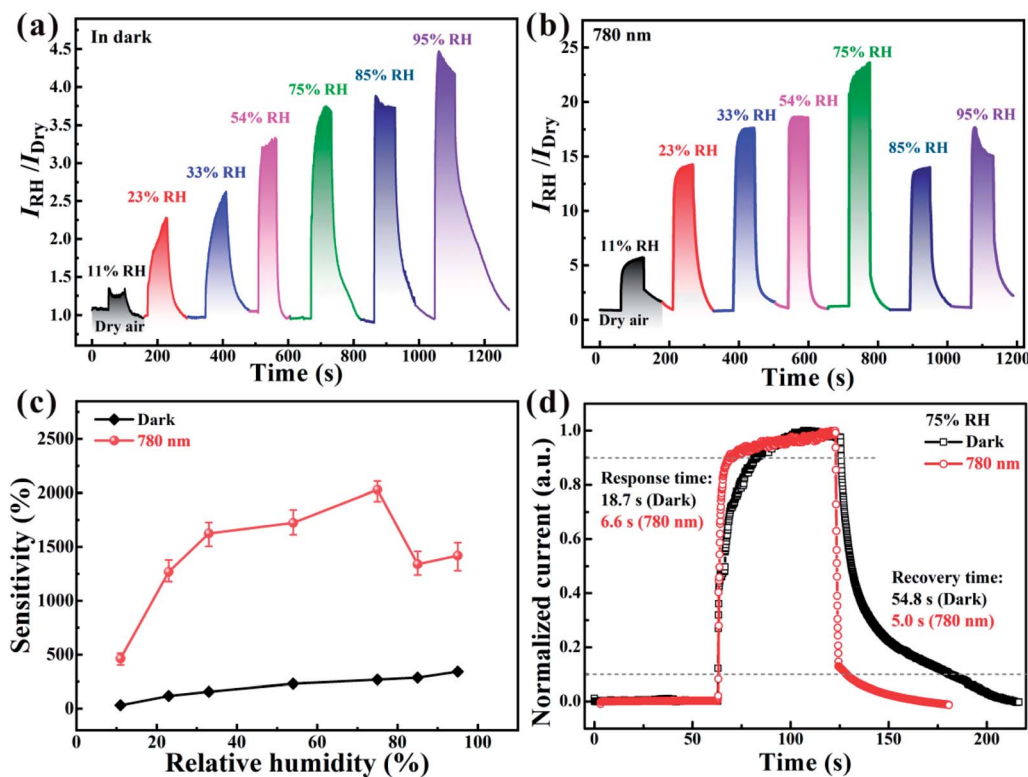 (a)
In dark
11% RH
23% RH
33% RH
54% RH
75% RH
85% RH
95% RH
Dry air
I_RH /I_Dry
4.5
4.0
3.5
3.0
2.5
2.0
1.5
1.0
0 200 400 600 800 1000 1200
Time (s)
(b)
780 nm
11% RH
23% RH
33% RH
54% RH
75% RH
85% RH
95% RH
I_RH /I_Dry
25
20
15
10
5
0
0 200 400 600 800 1000 1200
Time (s)
(c)
Dark
780 nm
Sensitivity (%)
2500
2000
1500
1000
500
0
0 20 40 60 80 100
Relative humidity (%)
(d)
75% RH
Dark
780 nm
Response time:
18.7 s (Dark)
6.6 s (780 nm)
Recovery time:
54.8 s (Dark)
5.0 s (780 nm)
Normalized current (a.u.)
1.0
0.8
0.6
0.4
0.2
0.0
0 50 100 150 200
Time (s)